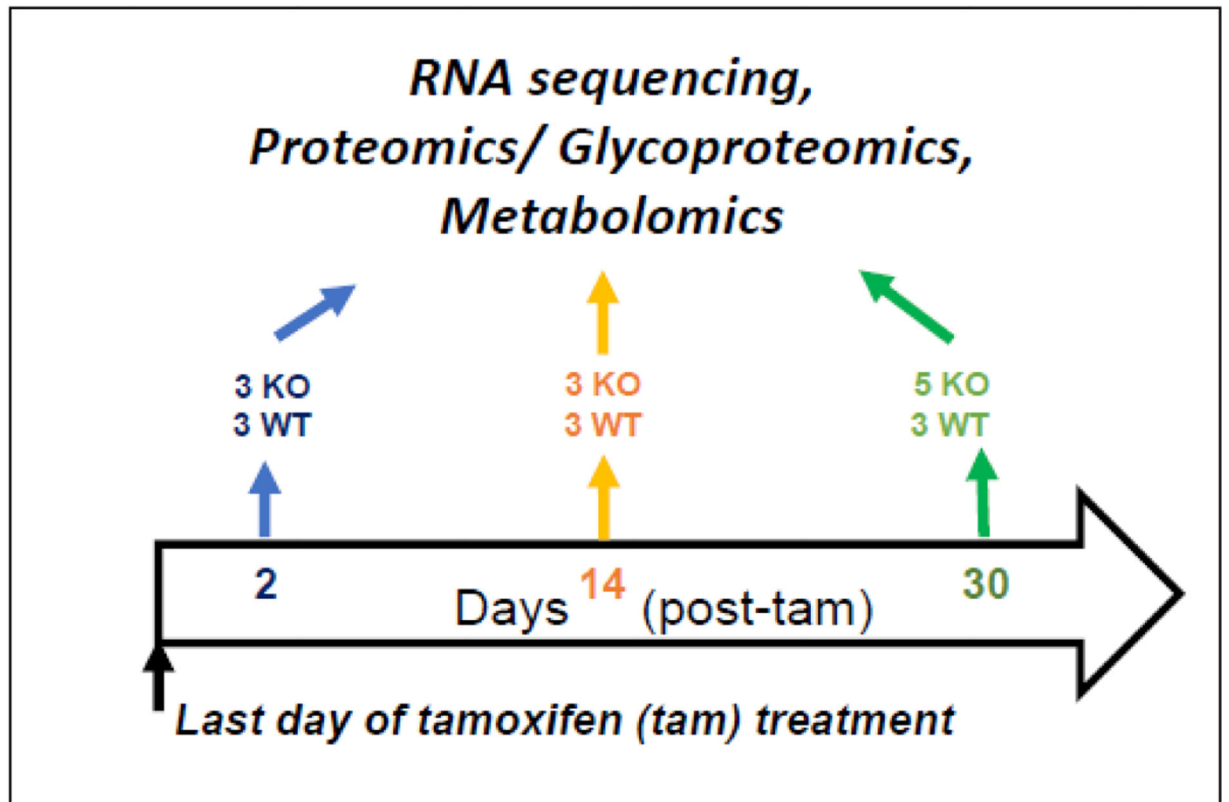 RNA sequencing,
Proteomics/ Glycoproteomics,
Metabolomics
3 KO
3 WT
3 KO
3 WT
5 KO
3 WT
2
Days 14 (post-tam)
30
Last day of tamoxifen (tam) treatment